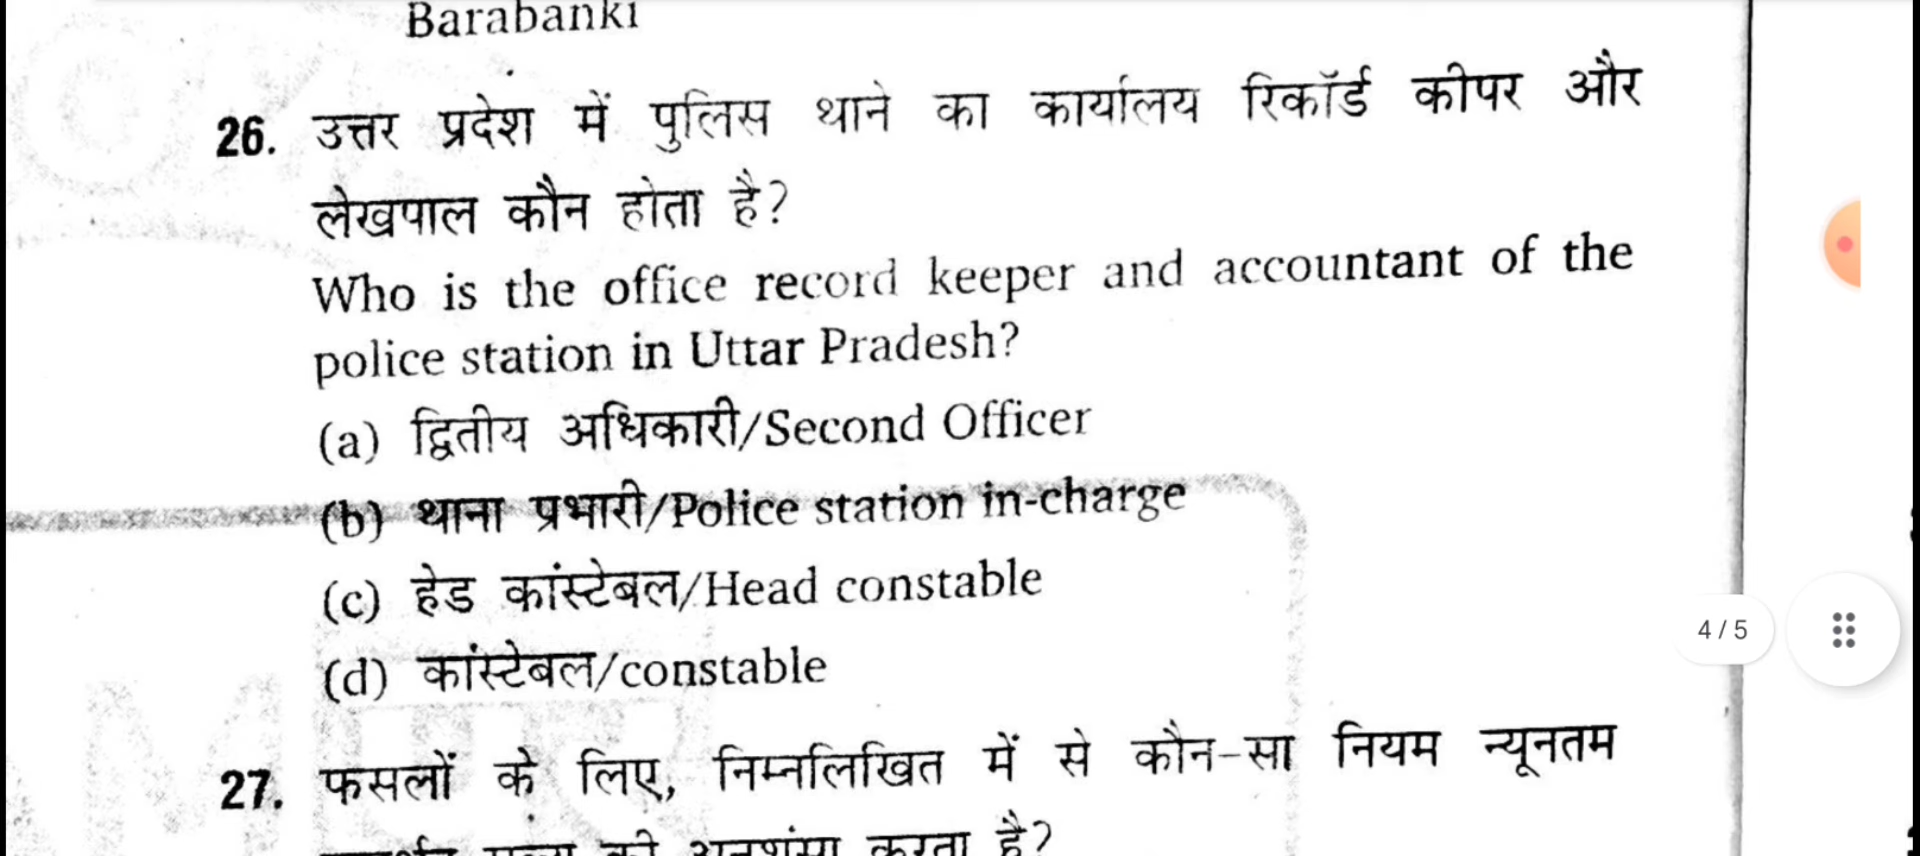 Barabanki
26. उत्तर प्रदेश में पुलिस थाने का कार्यालय रिकॉर्ड कीपर और
लेखपाल कौन होता है?
Who is the office record keeper and accountant of the
police station in Uttar Pradesh?
(a) द्वितीय अधिकारी/Second Officer
(b) थाना प्रभारी/Police station in-charge
(c) हेड कांस्टेबल/Head constable
(d) कांस्टेबल/constable
4 / 5
27. फसलों के लिए, निम्नलिखित में से कौन-सा नियम न्यूनतम
की अनुशंसा करता है?